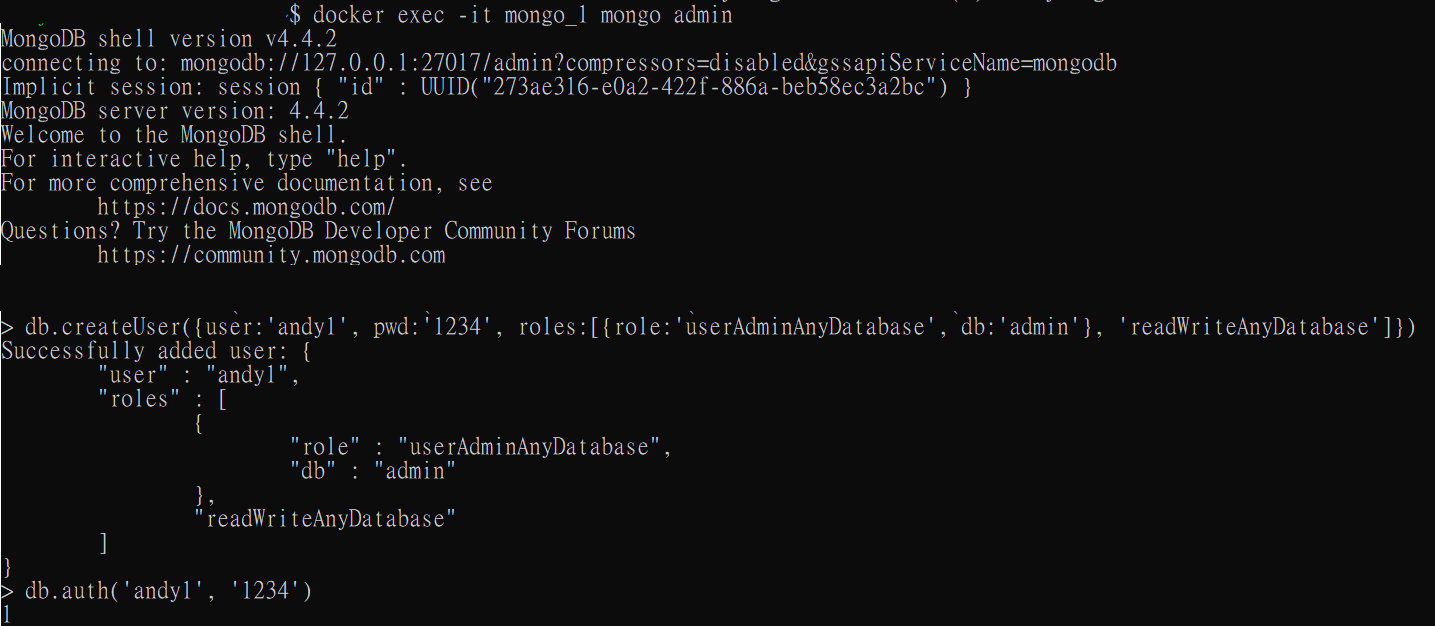 $ docker exec -it mongo_1 mongo admin
MongoDB shell version v4.4.2
connecting to: mongodb://127.0.0.1:27017/admin?compressors=disabled&gssapiServiceName=mongodb
Implicit session: session { "id" : UUID("273ae316-e0a2-422f-886a-beb58ec3a2bc") }
MongoDB server version: 4.4.2
Welcome to the MongoDB shell.
For interactive help, type "help".
For more comprehensive documentation, see
        https://docs.mongodb.com/
Questions? Try the MongoDB Developer Community Forums
        https://community.mongodb.com
> db.createUser({user:'andy1', pwd:'1234', roles:[{role:'userAdminAnyDatabase', db:'admin'}, 'readWriteAnyDatabase']})
Successfully added user: {
        "user" : "andy1",
        "roles" : [
                {
                        "role" : "userAdminAnyDatabase",
                        "db" : "admin"
                },
                "readWriteAnyDatabase"
        ]
}
> db.auth('andy1', '1234')
1